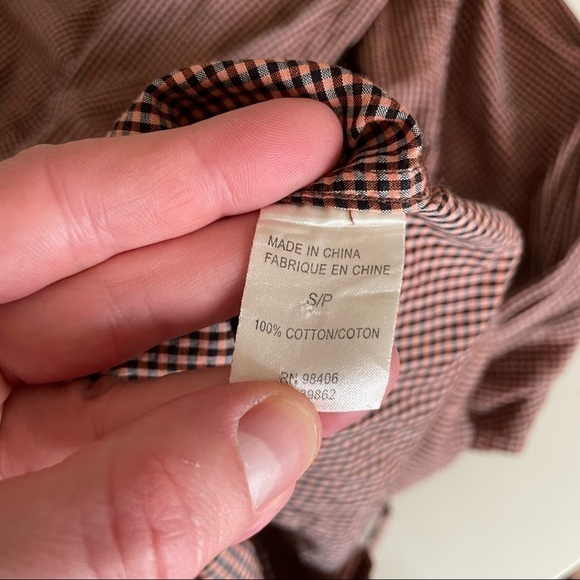 MADE IN CHINA
FABRIQUE EN CHINE
S/P
100% COTTON/COTON
RN 98406